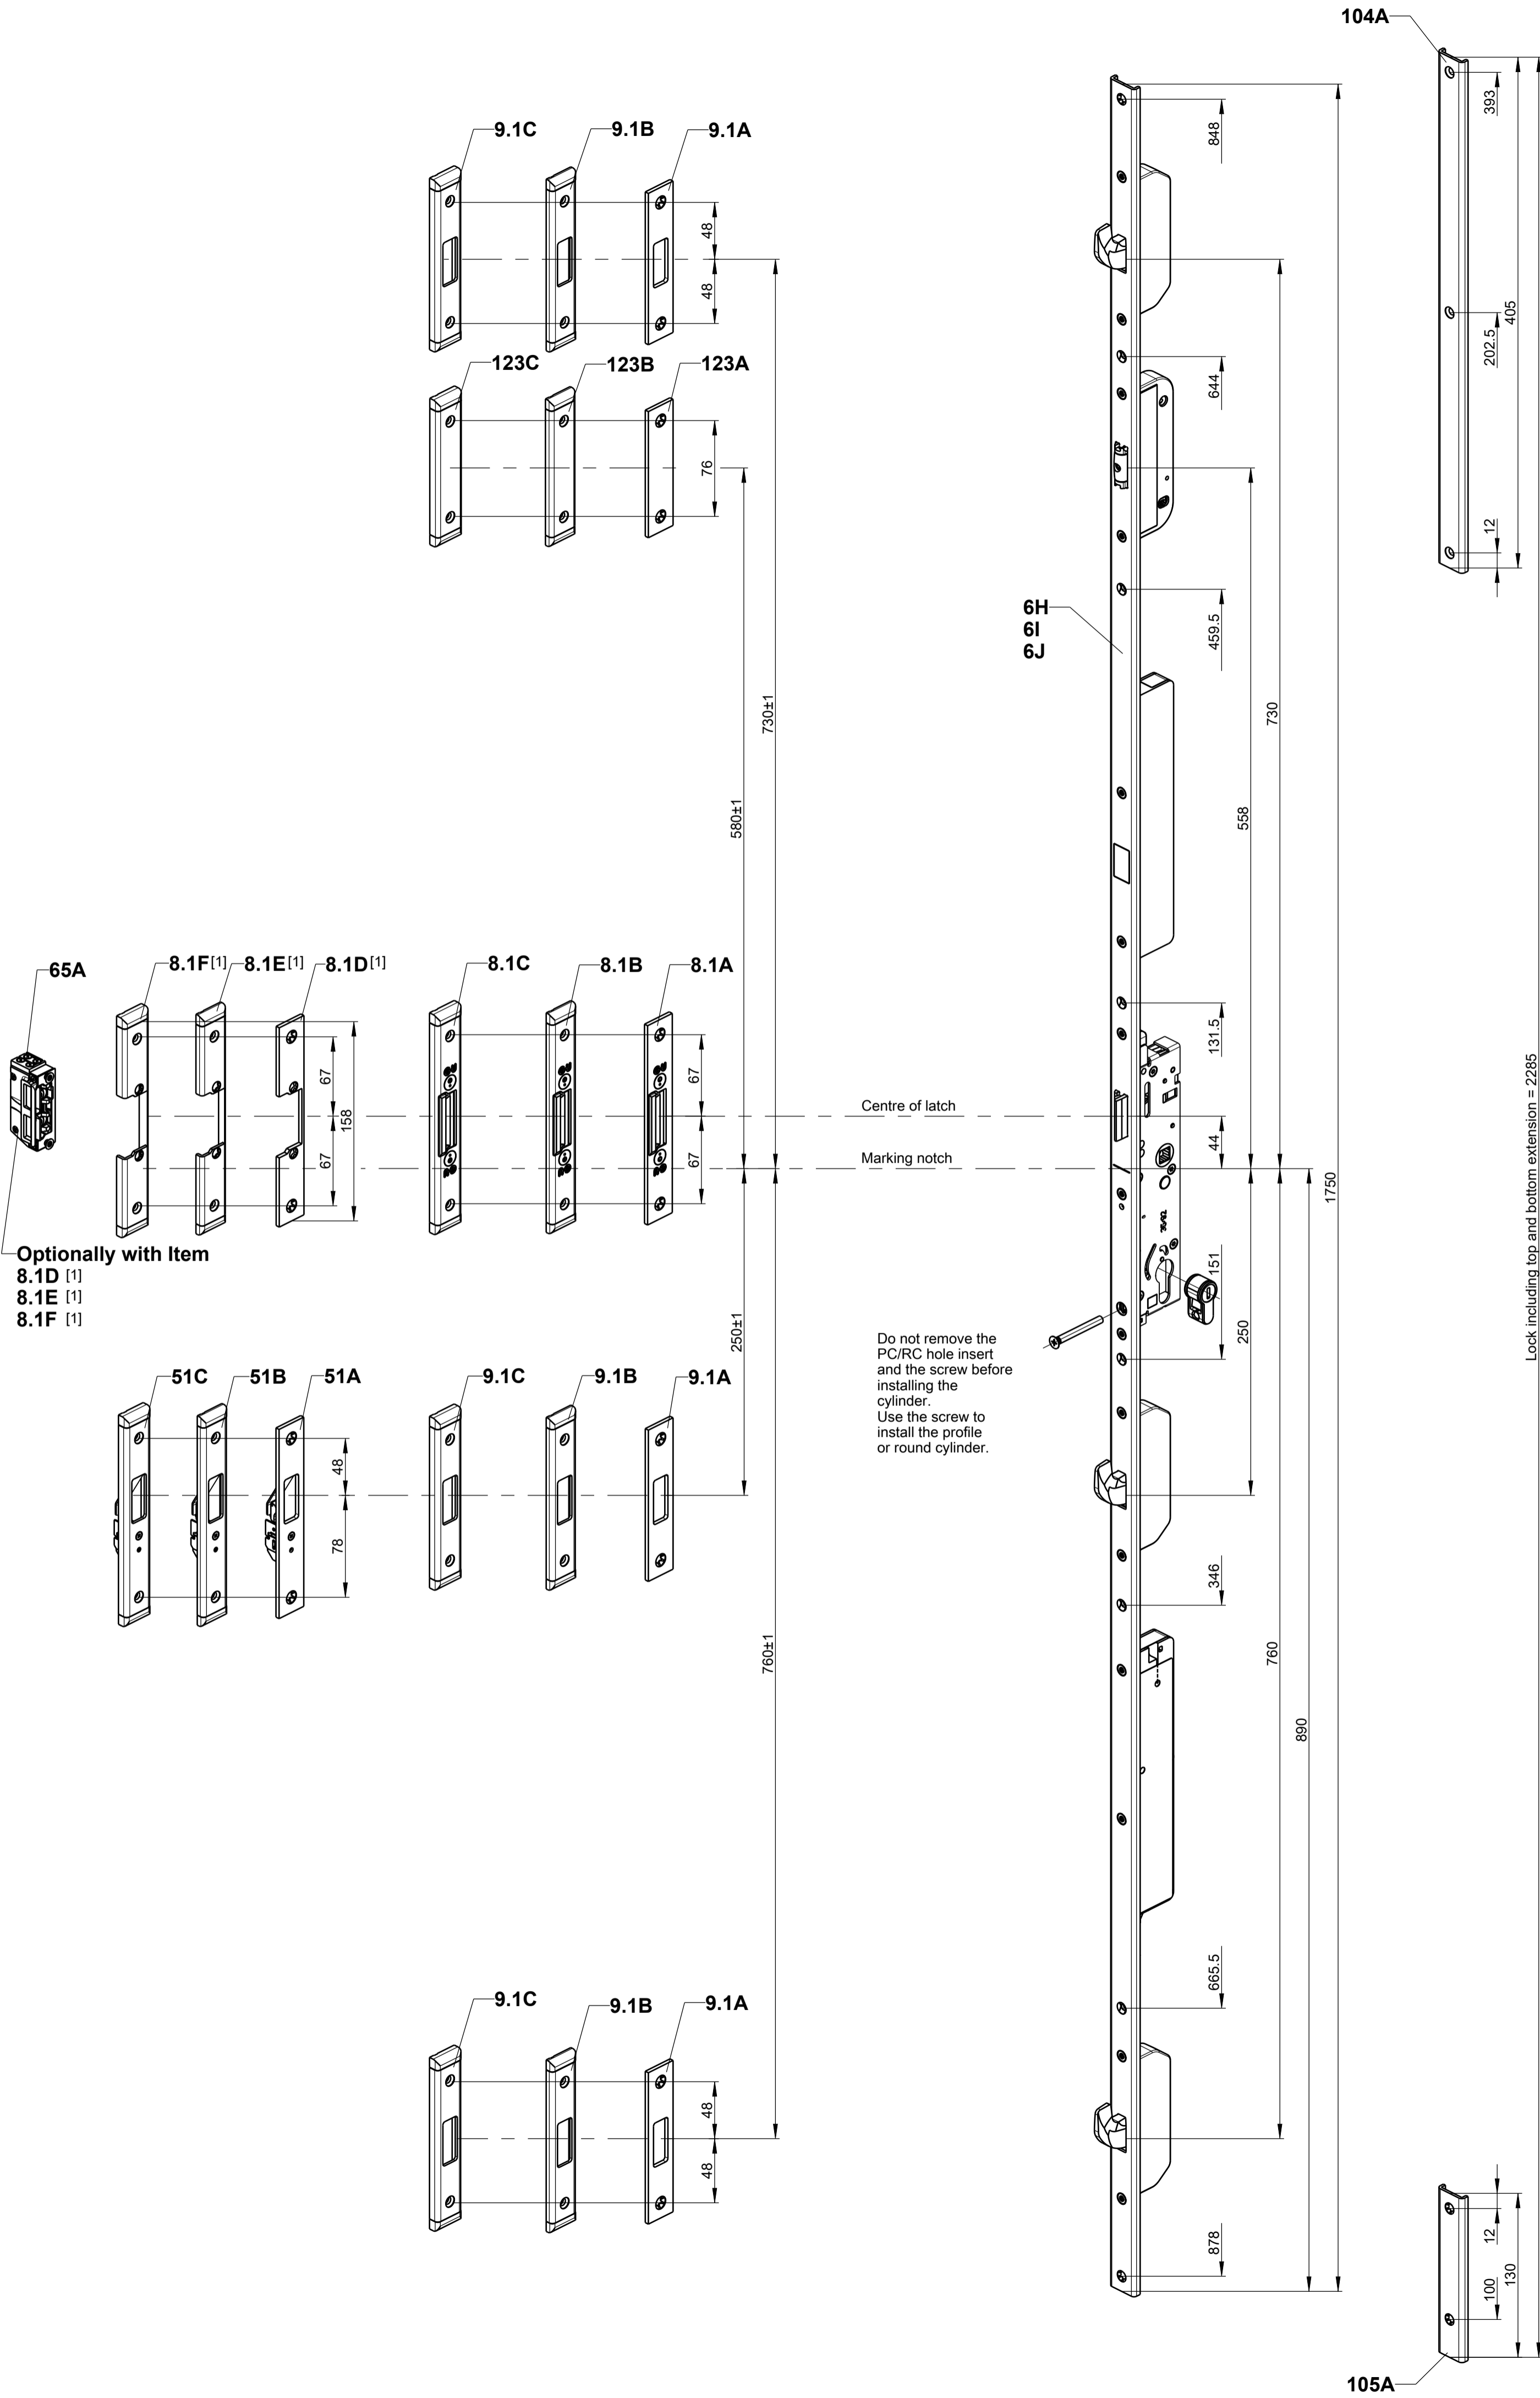 104A
393
405
202.5
12
9.1C
9.1B
9.1A
48
48
123C
123B
123A
76
848
644
6H
6I
6J
459.5
730±1
580±1
730
558
65A
8.1F[1]
8.1E[1]
8.1D[1]
67
158
67
8.1C
8.1B
8.1A
67
67
Centre of latch
Marking notch
131.5
44
1750
Lock including top and bottom extension = 2285
Optionally with Item
8.1D [1]
8.1E [1]
8.1F [1]
250±1
151
250
Do not remove the
PC/RC hole insert
and the screw before
installing the
cylinder.
Use the screw to
install the profile
or round cylinder.
51C
51B
51A
48
78
9.1C
9.1B
9.1A
346
760±1
760
890
665.5
9.1C
9.1B
9.1A
48
48
878
12
100
130
105A